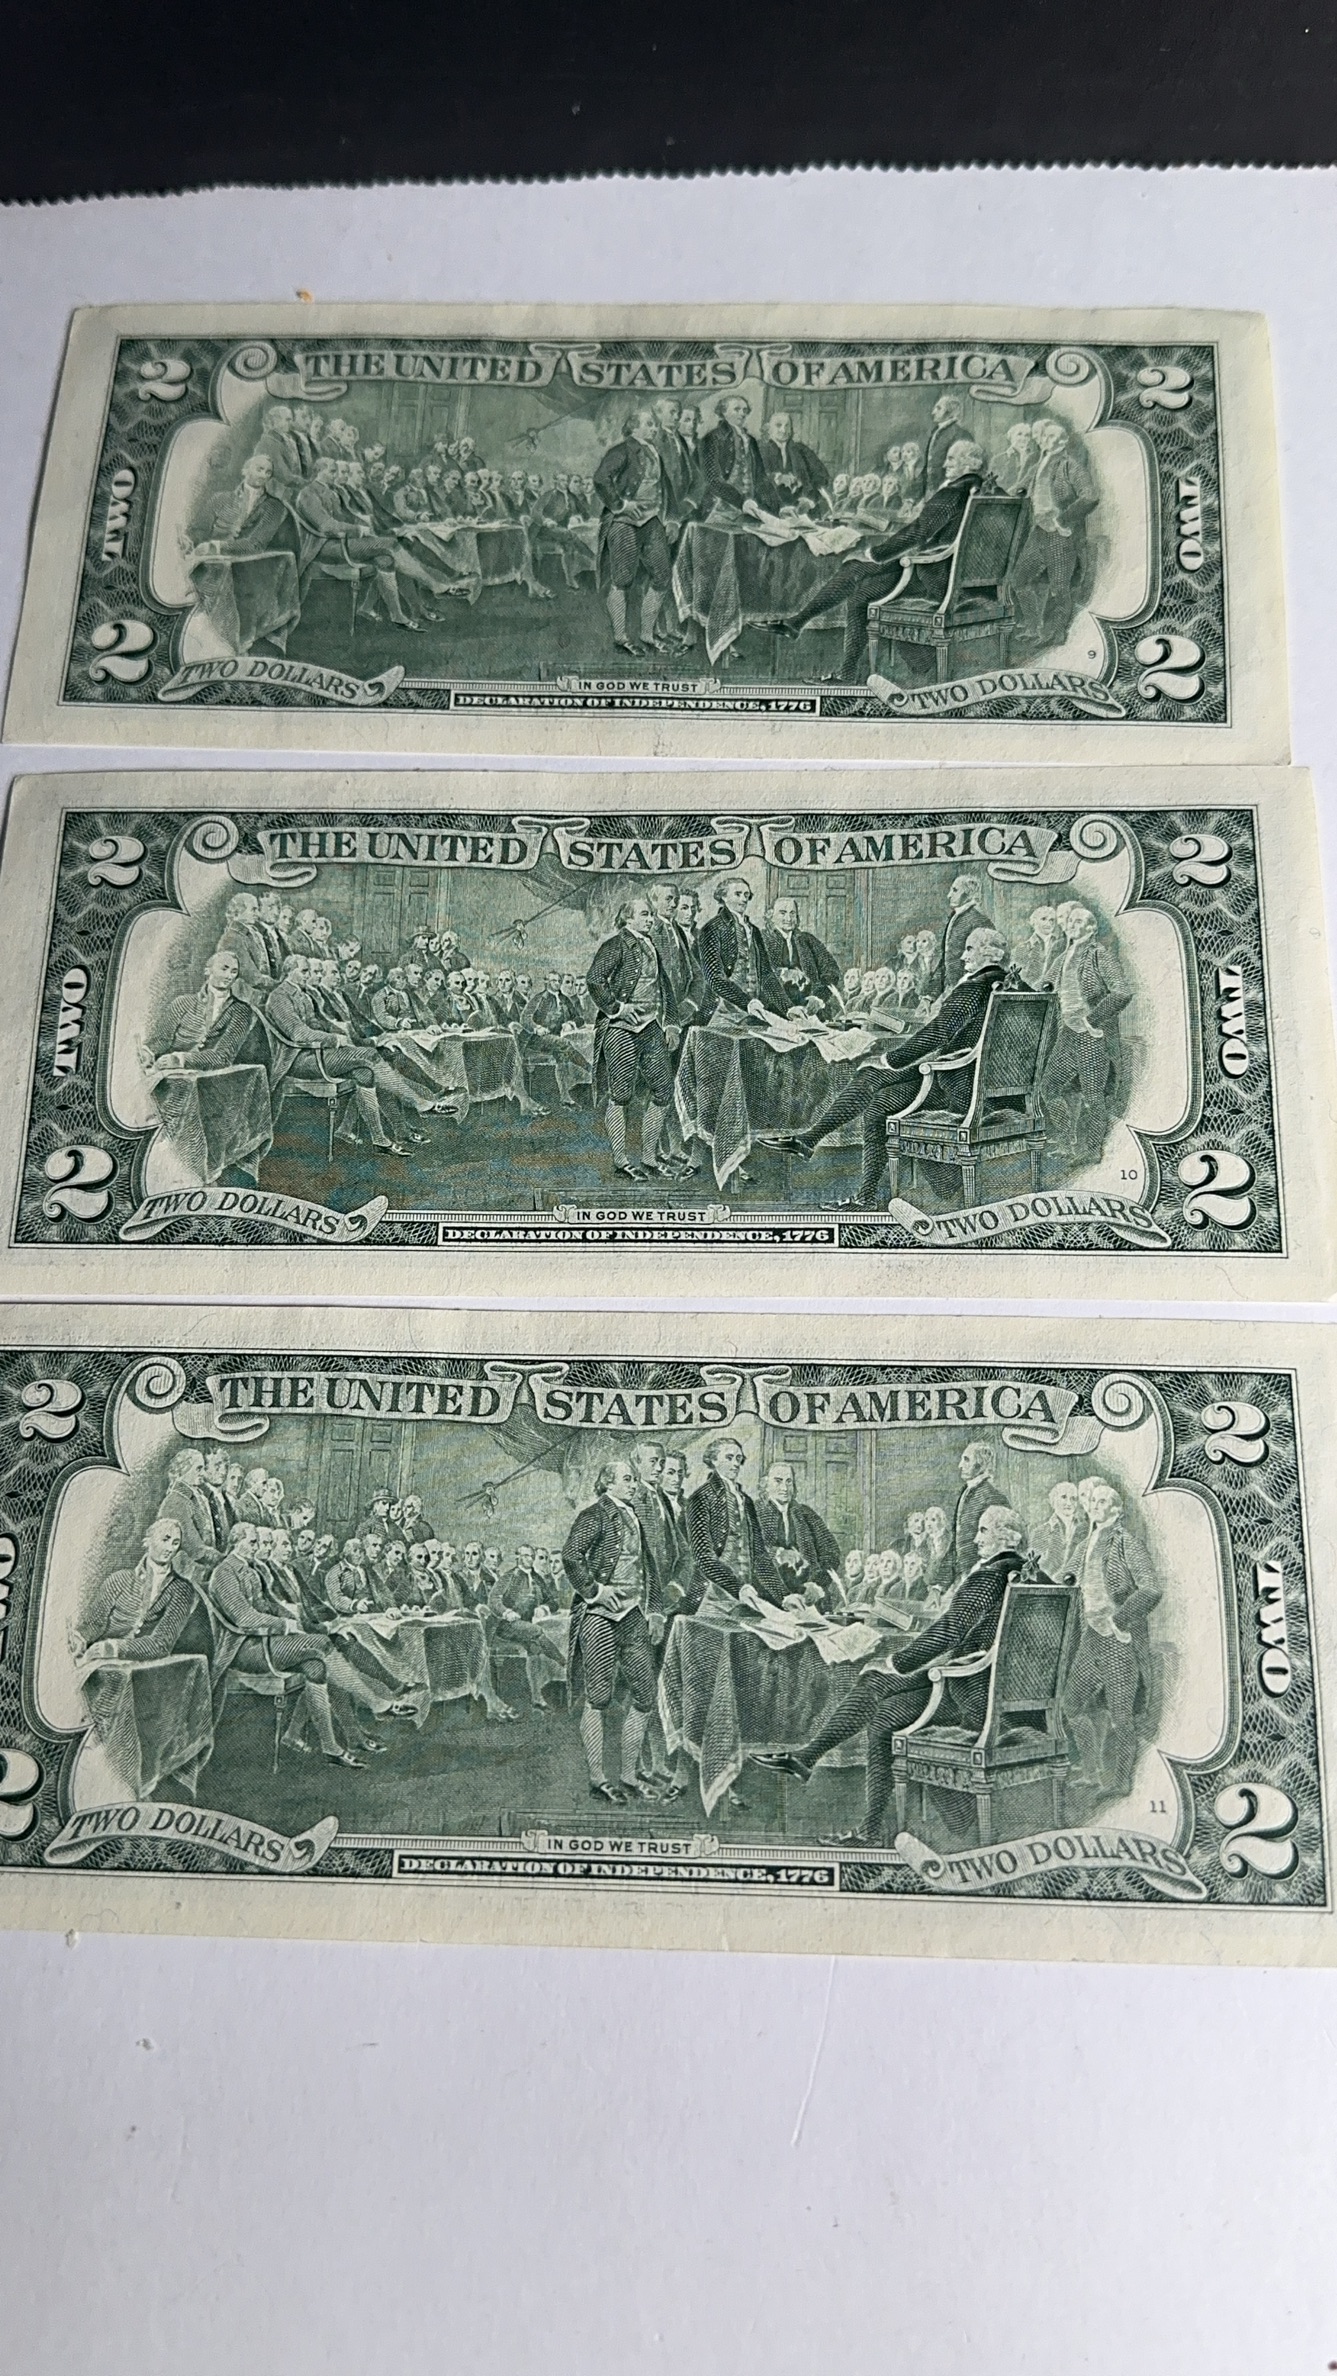 2 THE UNITED STATES OF AMERICA 2
TWO TWO
9
2 TWO DOLLARS IN GOD WE TRUST TWO DOLLARS 2
DECLARATION OF INDEPENDENCE, 1776
2 THE UNITED STATES OF AMERICA 2
TWO TWO
10
2 TWO DOLLARS IN GOD WE TRUST TWO DOLLARS 2
DECLARATION OF INDEPENDENCE, 1776
2 THE UNITED STATES OF AMERICA 2
TWO TWO
11
2 TWO DOLLARS IN GOD WE TRUST TWO DOLLARS 2
DECLARATION OF INDEPENDENCE, 1776